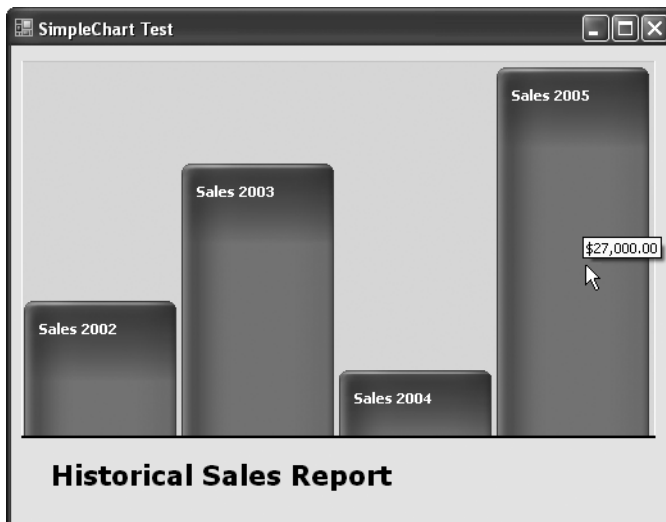 SimpleChart Test
Sales 2005
Sales 2003
$27,000.00
Sales 2002
Sales 2004
Historical Sales Report